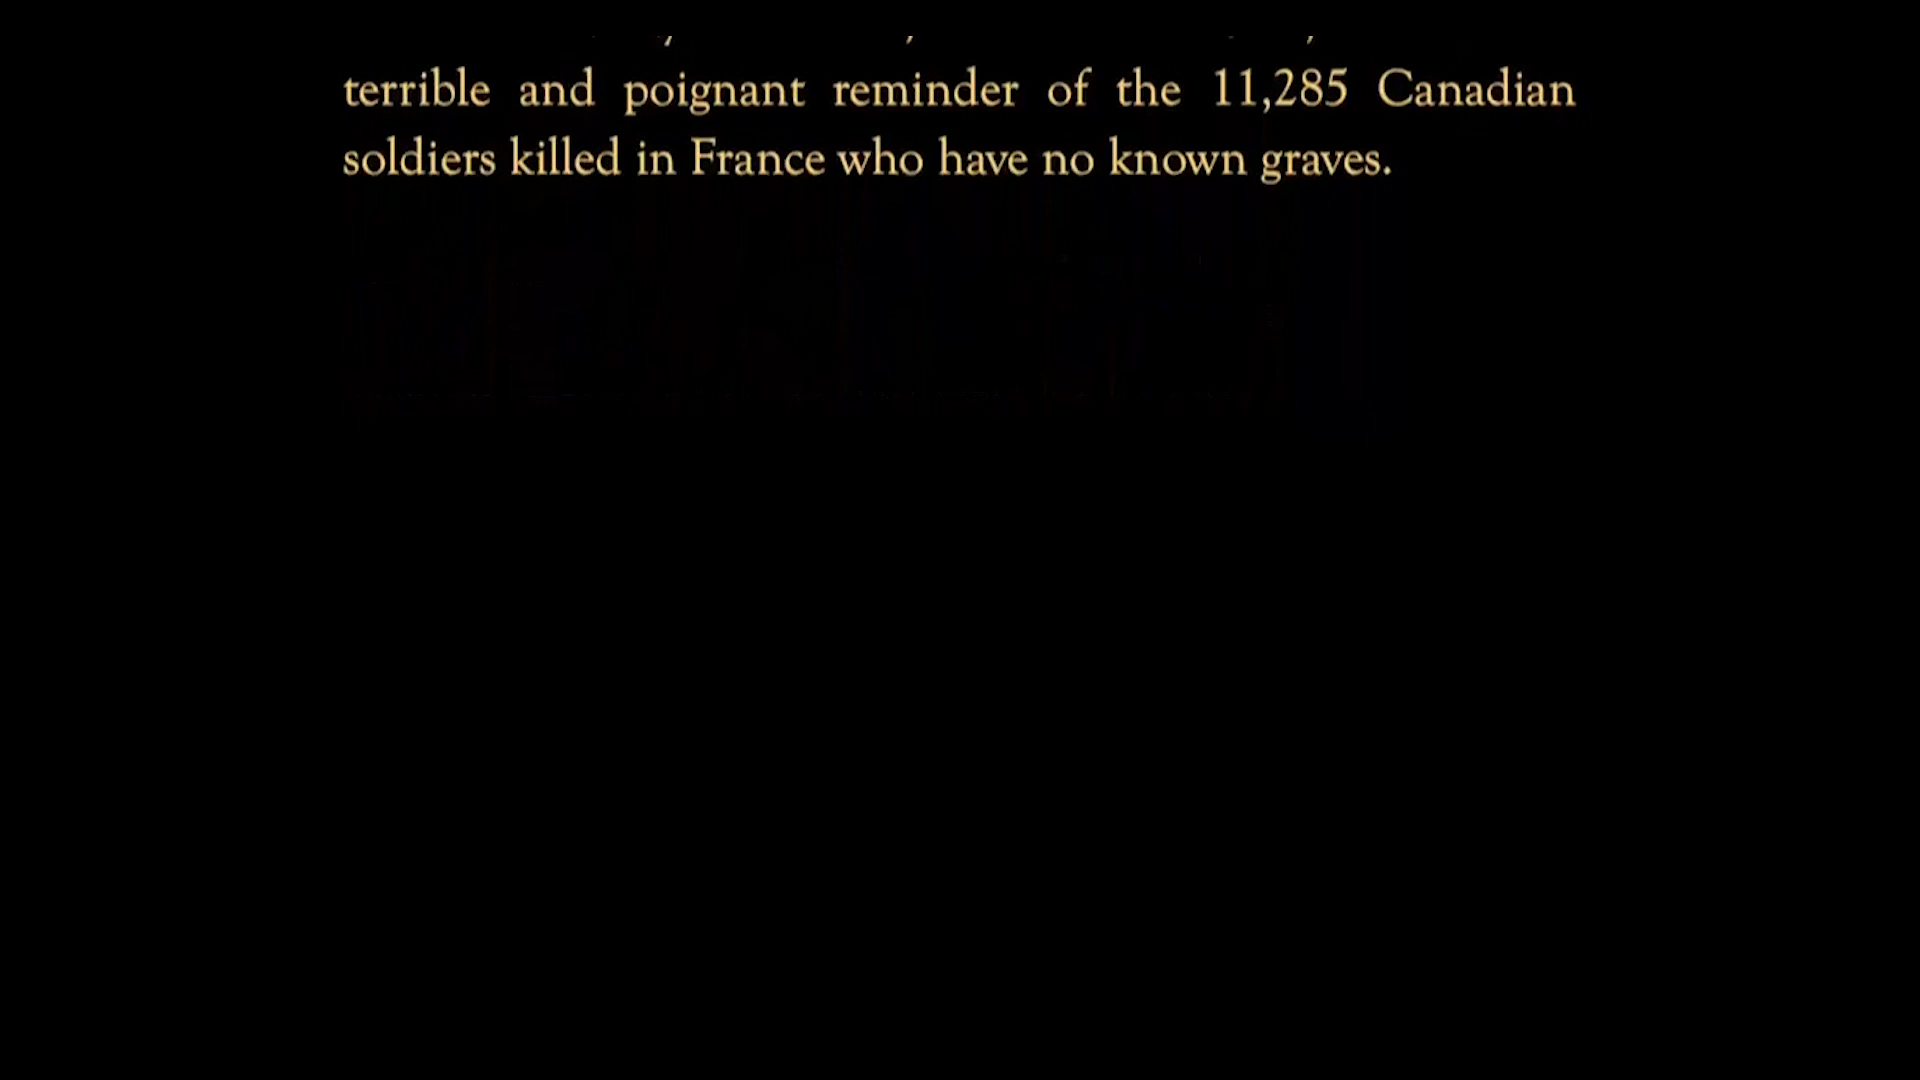 terrible and poignant reminder of the 11,285 Canadian
soldiers killed in France who have no known graves.